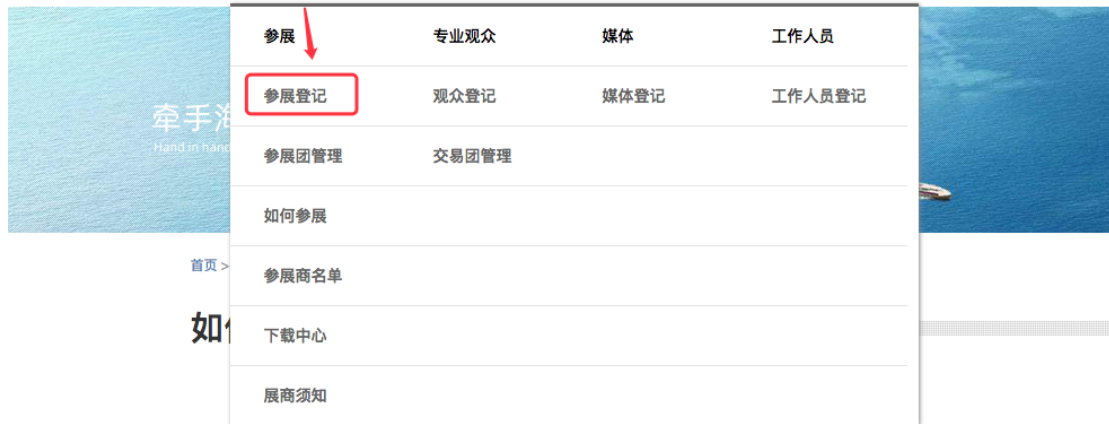 参展 专业观众 媒体 工作人员
参展登记 观众登记 媒体登记 工作人员登记
牵手海
Hand in hand
参展团管理 交易团管理
如何参展
首页 >
参展商名单
如
下载中心
展商须知